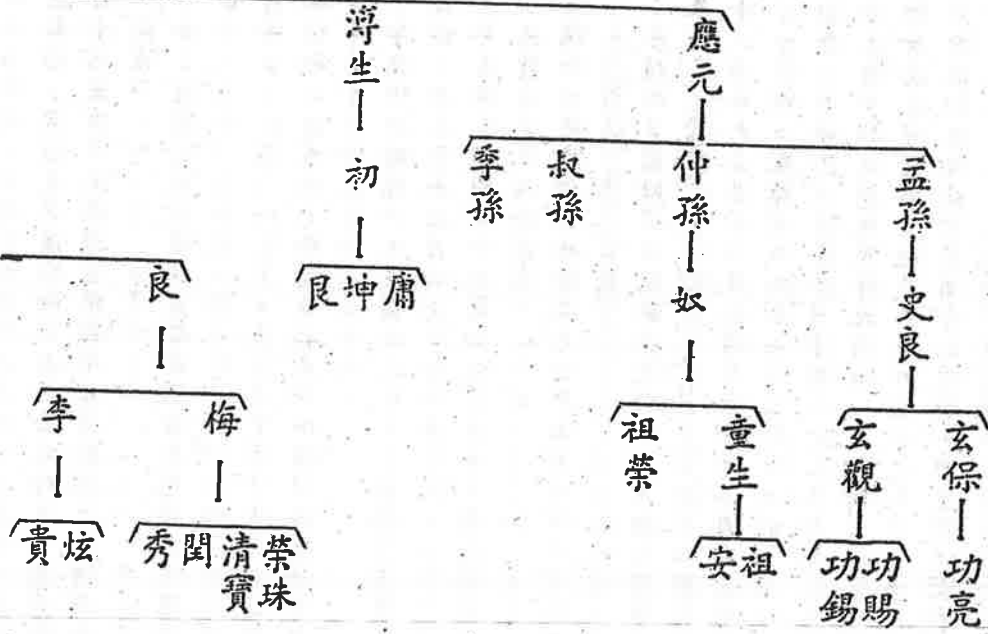 應元
孟孫
仲孫
叔孫
季孫
史良
奴
玄保
玄觀
童生
祖榮
功亮
功賜
功錫
祖
安
溥生
初
庸
坤
艮
良
梅
李
榮珠
清寶
閏
秀
炫
貴